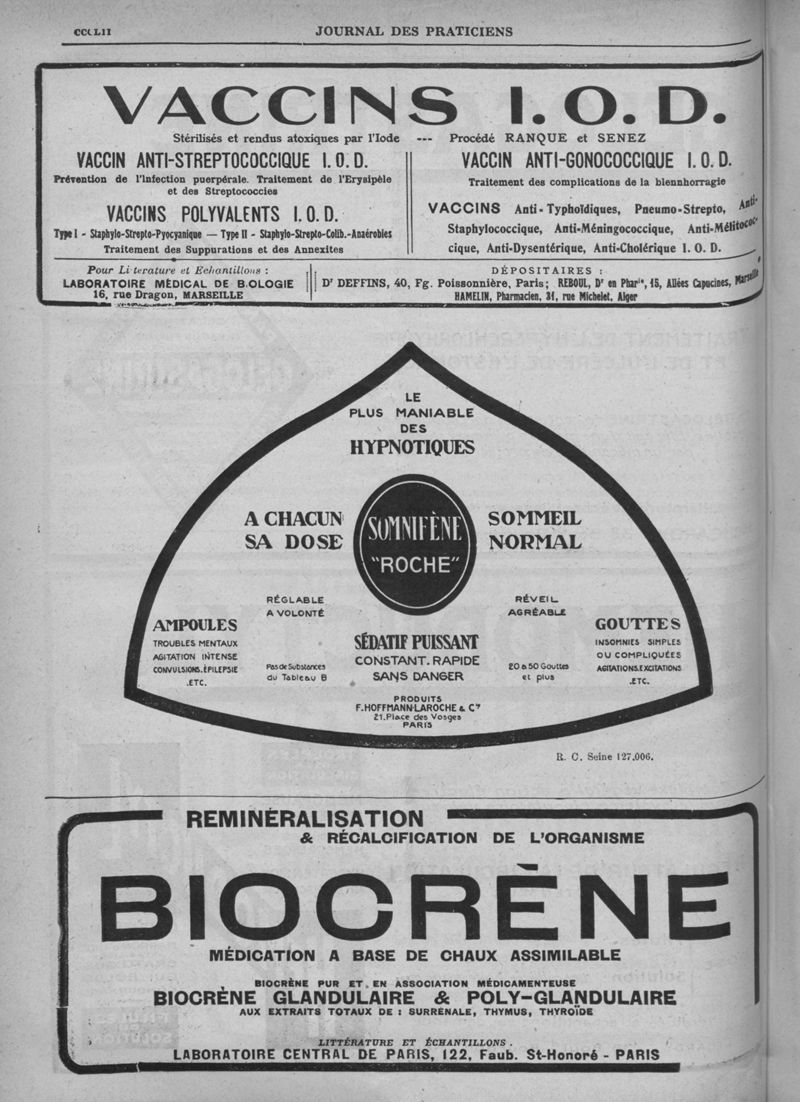 CCCLII
JOURNAL DES PRATICIENS
VACCINS I. O. D.
Stérilisés et rendus atoxiques par l'Iode --- Procédé RANQUE et SENEZ
VACCIN ANTI-STREPTOCOCCIQUE I. O. D.
Prévention de l'Infection puerpérale. Traitement de l'Erysipèle
et des Streptococcies
VACCINS POLYVALENTS I. O. D.
Type I - Staphylo-Strepto-Pyocyanique — Type II - Staphylo-Strepto-Colib.-Anaérobies
Traitement des Suppurations et des Annexites
VACCIN ANTI-GONOCOCCIQUE I. O. D.
Traitement des complications de la blennhorragie
VACCINS Anti-Typhoïdiques, Pneumo-Strepto, Anti-
Staphylococcique, Anti-Méningococcique, Anti-Mélitococ-
cique, Anti-Dysentérique, Anti-Cholérique I. O. D.
Pour Literature et Echantillons :
LABORATOIRE MÉDICAL DE BIOLOGIE
16, rue Dragon, MARSEILLE
DÉPOSITAIRES :
Dr DEFFINS, 40, Fg. Poissonnière, Paris; REBOUL, Dr en Phari⁰, 15, Allées Capucines, Marseille
HAMELIN, Pharmacien, 31, rue Michelet, Alger
LE
PLUS MANIABLE
DES
HYPNOTIQUES
A CHACUN
SA DOSE
SOMNIFÈNE
"ROCHE"
SOMMEIL
NORMAL
RÉGLABLE
A VOLONTÉ
RÉVEIL
AGRÉABLE
AMPOULES
TROUBLES MENTAUX
AGITATION INTENSE
CONVULSIONS.ÉPILEPSIE
.ETC.
Pas de Substances
du Tableau B
SÉDATIF PUISSANT
CONSTANT. RAPIDE
SANS DANGER
20 à 50 Gouttes
et plus
GOUTTES
INSOMNIES SIMPLES
OU COMPLIQUÉES
AGITATIONS.EXCITATIONS
.ETC.
PRODUITS
F. HOFFMANN-LAROCHE & Cie
21. Place des Vosges
PARIS
R. C. Seine 127.006.
REMINÉRALISATION
& RÉCALCIFICATION DE L'ORGANISME
BIOCRÈNE
MÉDICATION A BASE DE CHAUX ASSIMILABLE
BIOCRÈNE PUR ET EN ASSOCIATION MÉDICAMENTEUSE
BIOCRÈNE GLANDULAIRE & POLY-GLANDULAIRE
AUX EXTRAITS TOTAUX DE : SURRÉNALE, THYMUS, THYROÏDE
LITTÉRATURE ET ÉCHANTILLONS .
LABORATOIRE CENTRAL DE PARIS, 122, Faub. St-Honoré - PARIS